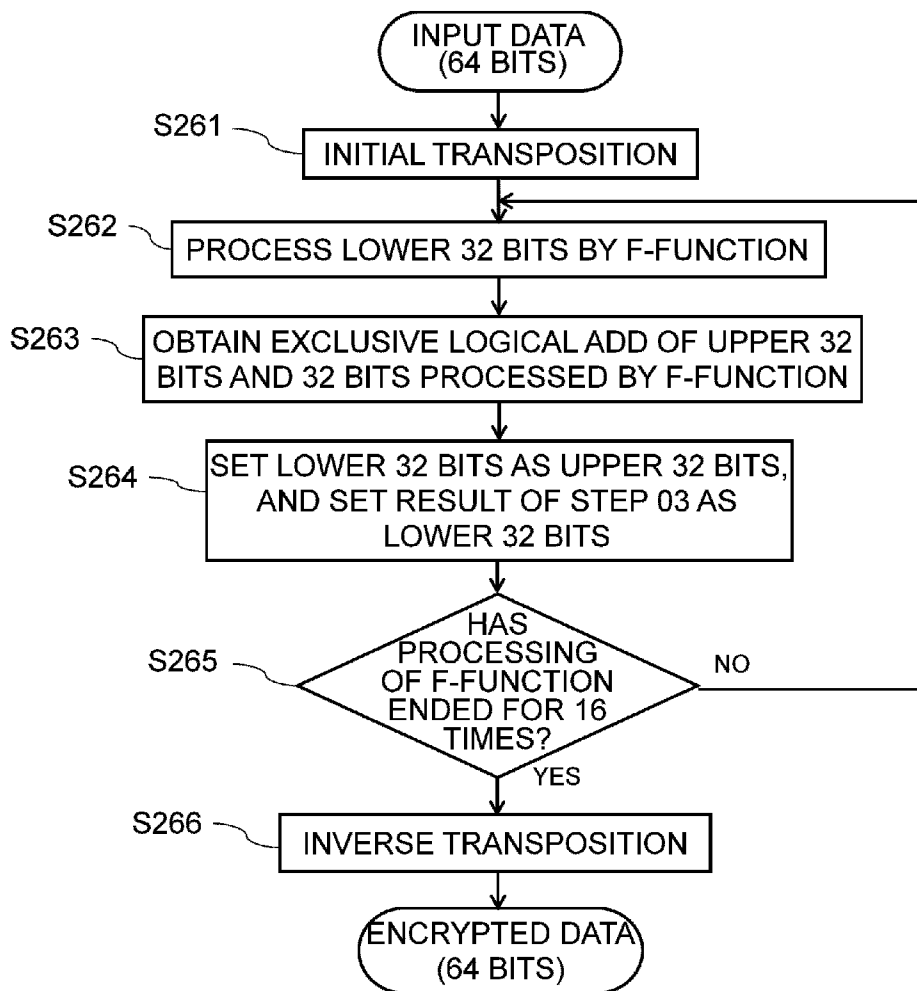 INPUT DATA
(64 BITS)
S261
INITIAL TRANSPOSITION
S262
PROCESS LOWER 32 BITS BY F-FUNCTION
S263
OBTAIN EXCLUSIVE LOGICAL ADD OF UPPER 32
BITS AND 32 BITS PROCESSED BY F-FUNCTION
S264
SET LOWER 32 BITS AS UPPER 32 BITS,
AND SET RESULT OF STEP 03 AS
LOWER 32 BITS
S265
HAS
PROCESSING
OF F-FUNCTION
ENDED FOR 16
TIMES?
NO
YES
S266
INVERSE TRANSPOSITION
ENCRYPTED DATA
(64 BITS)